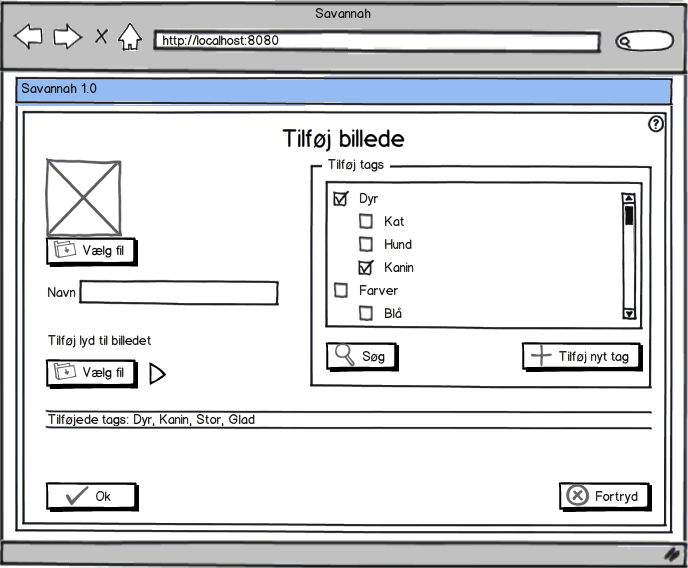 Savannah
http://localhost:8080
Savannah 1.0
?
Tilføj billede
Tilføj tags
Dyr
Kat
Hund
Kanin
Farver
Blå
Vælg fil
Navn
Tilføj lyd til billedet
Vælg fil
Søg
Tilføj nyt tag
Tilføjede tags: Dyr, Kanin, Stor, Glad
Ok
Fortryd